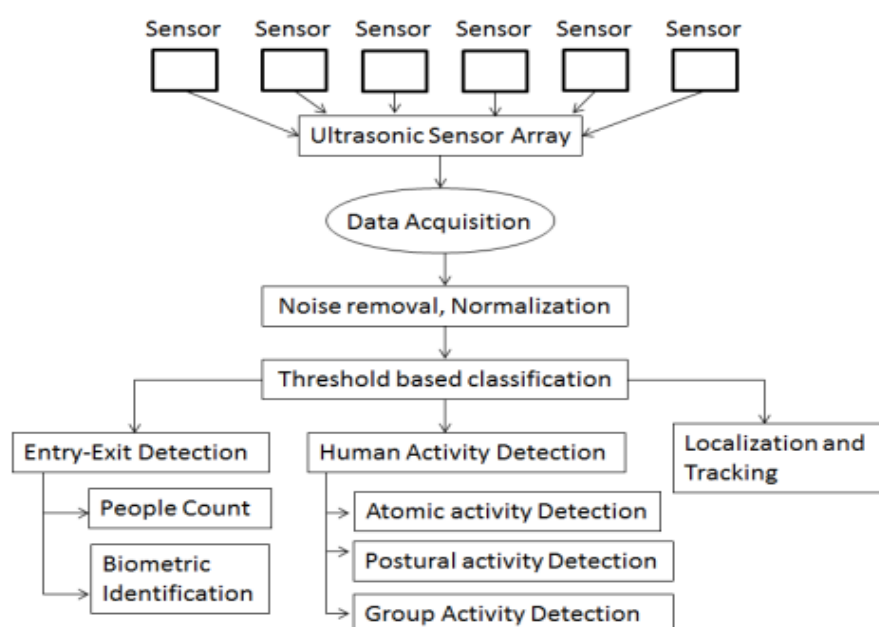 Sensor Sensor Sensor Sensor Sensor Sensor
Ultrasonic Sensor Array
Data Acquisition
Noise removal, Normalization
Threshold based classification
Entry-Exit Detection
People Count
Biometric
Identification
Human Activity Detection
Atomic activity Detection
Postural activity Detection
Group Activity Detection
Localization and
Tracking